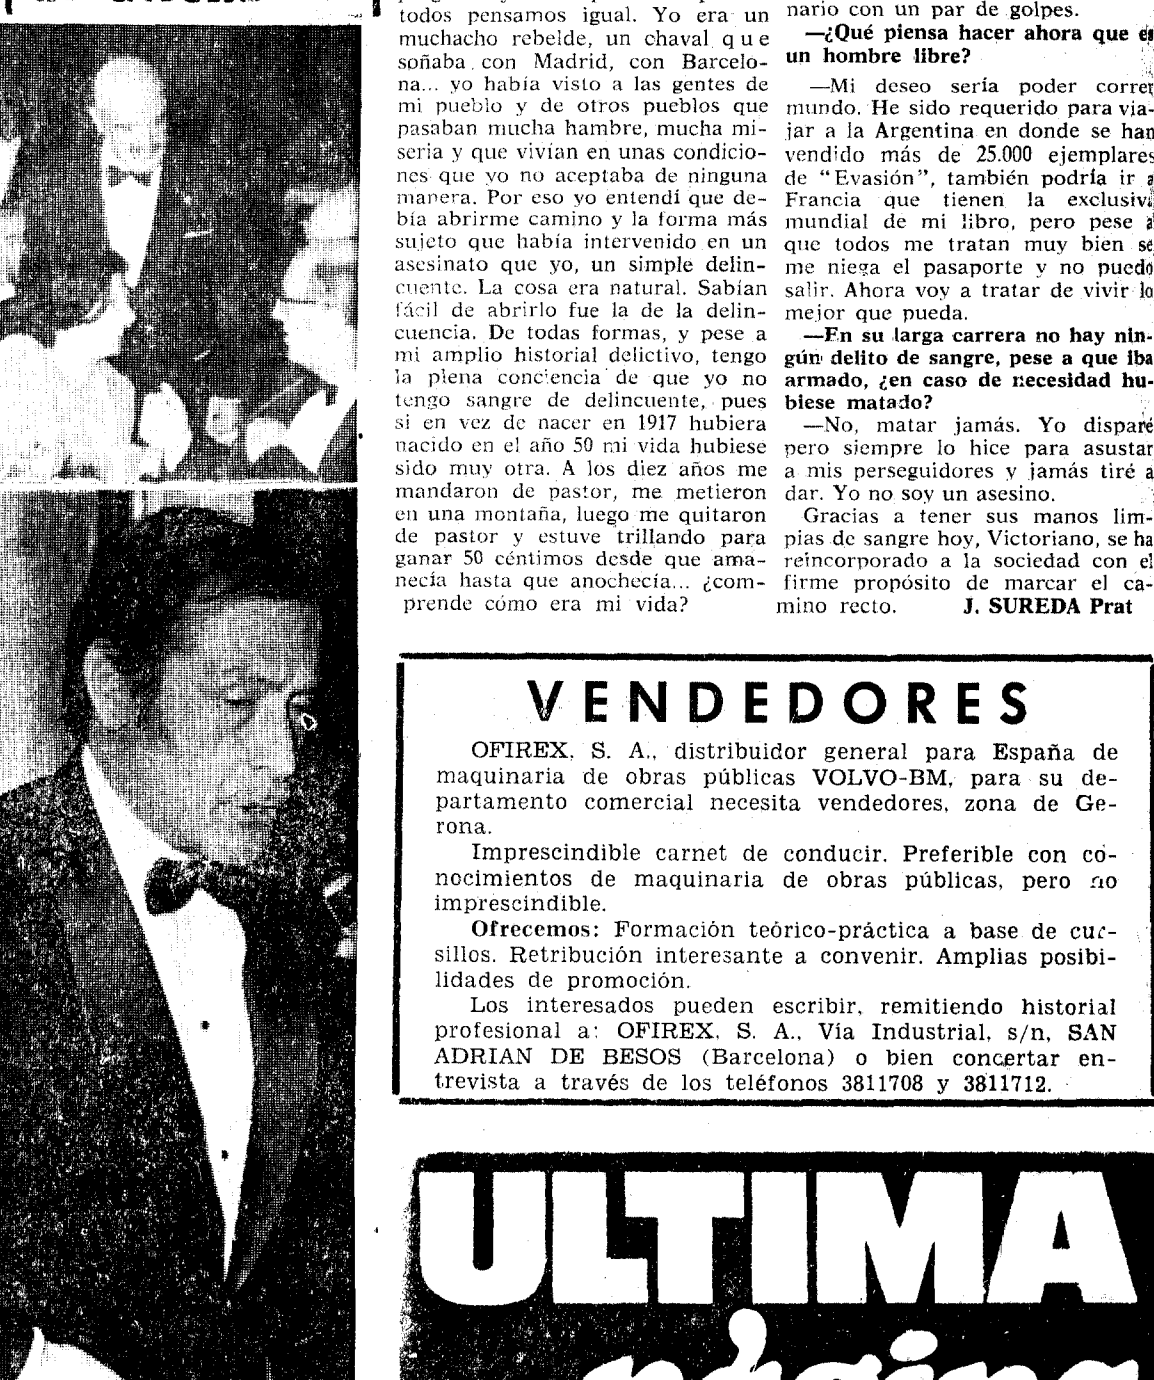 todos pensamos igual. Yo era un
muchacho rebelde, un chaval que
soñaba con Madrid, con Barcelo-
na... yo había visto a las gentes de
mi pueblo y de otros pueblos que
pasaban mucha hambre, mucha mi-
seria y que vivían en unas condicio-
nes que yo no aceptaba de ninguna
manera. Por eso yo entendí que de-
bía abrirme camino y la forma más
sujeto que había intervenido en un
asesinato que yo, un simple delin-
cuente. La cosa era natural. Sabían
fácil de abrirlo fue la de la delin-
cuencia. De todas formas, y pese a
mi amplio historial delictivo, tengo
la plena conciencia de que yo no
tengo sangre de delincuente, pues
si en vez de nacer en 1917 hubiera
nacido en el año 50 mi vida hubiese
sido muy otra. A los diez años me
mandaron de pastor, me metieron
en una montaña, luego me quitaron
de pastor y estuve trillando para
ganar 50 céntimos desde que ama-
necía hasta que anochecía... ¿com-
prende cómo era mi vida?
nario con un par de golpes.
—¿Qué piensa hacer ahora que es
un hombre libre?
—Mi deseo sería poder correr
mundo. He sido requerido para via-
jar a la Argentina en donde se han
vendido más de 25.000 ejemplares
de “Evasión”, también podría ir a
Francia que tienen la exclusiva
mundial de mi libro, pero pese a
que todos me tratan muy bien se
me niega el pasaporte y no puedo
salir. Ahora voy a tratar de vivir lo
mejor que pueda.
—En su larga carrera no hay nin-
gún delito de sangre, pese a que iba
armado, ¿en caso de necesidad hu-
biese matado?
—No, matar jamás. Yo disparé
pero siempre lo hice para asustar
a mis perseguidores y jamás tiré a
dar. Yo no soy un asesino.
Gracias a tener sus manos lim-
pias de sangre hoy, Victoriano, se ha
reincorporado a la sociedad con el
firme propósito de marcar el ca-
mino recto. J. SUREDA Prat
VENDEDORES
OFIREX, S. A., distribuidor general para España de
maquinaria de obras públicas VOLVO-BM, para su de-
partamento comercial necesita vendedores, zona de Ge-
rona.
Imprescindible carnet de conducir. Preferible con co-
nocimientos de maquinaria de obras públicas, pero no
imprescindible.
Ofrecemos: Formación teórico-práctica a base de cur-
sillos. Retribución interesante a convenir. Amplias posibi-
lidades de promoción.
Los interesados pueden escribir, remitiendo historial
profesional a: OFIREX, S. A., Vía Industrial, s/n, SAN
ADRIAN DE BESOS (Barcelona) o bien concertar en-
trevista a través de los teléfonos 3811708 y 3811712.
ULTIMA
página